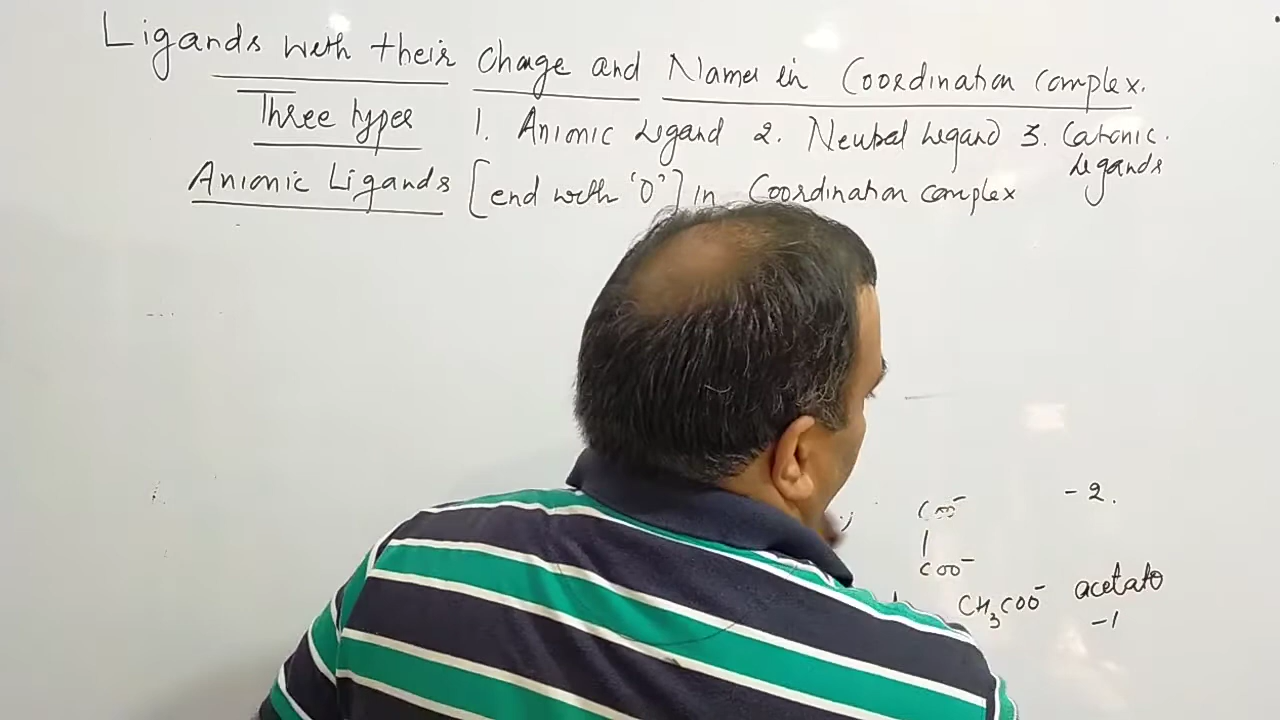 Ligands with their Charge and Names in Coordination complex.
Three types 1. Anionic Ligand 2. Neutral Ligand 3. Cationic Ligands
Anionic Ligands [end with 'O'] in Coordination complex
COO⁻ -2.
|
COO⁻
CH₃COO⁻ acetato
-1